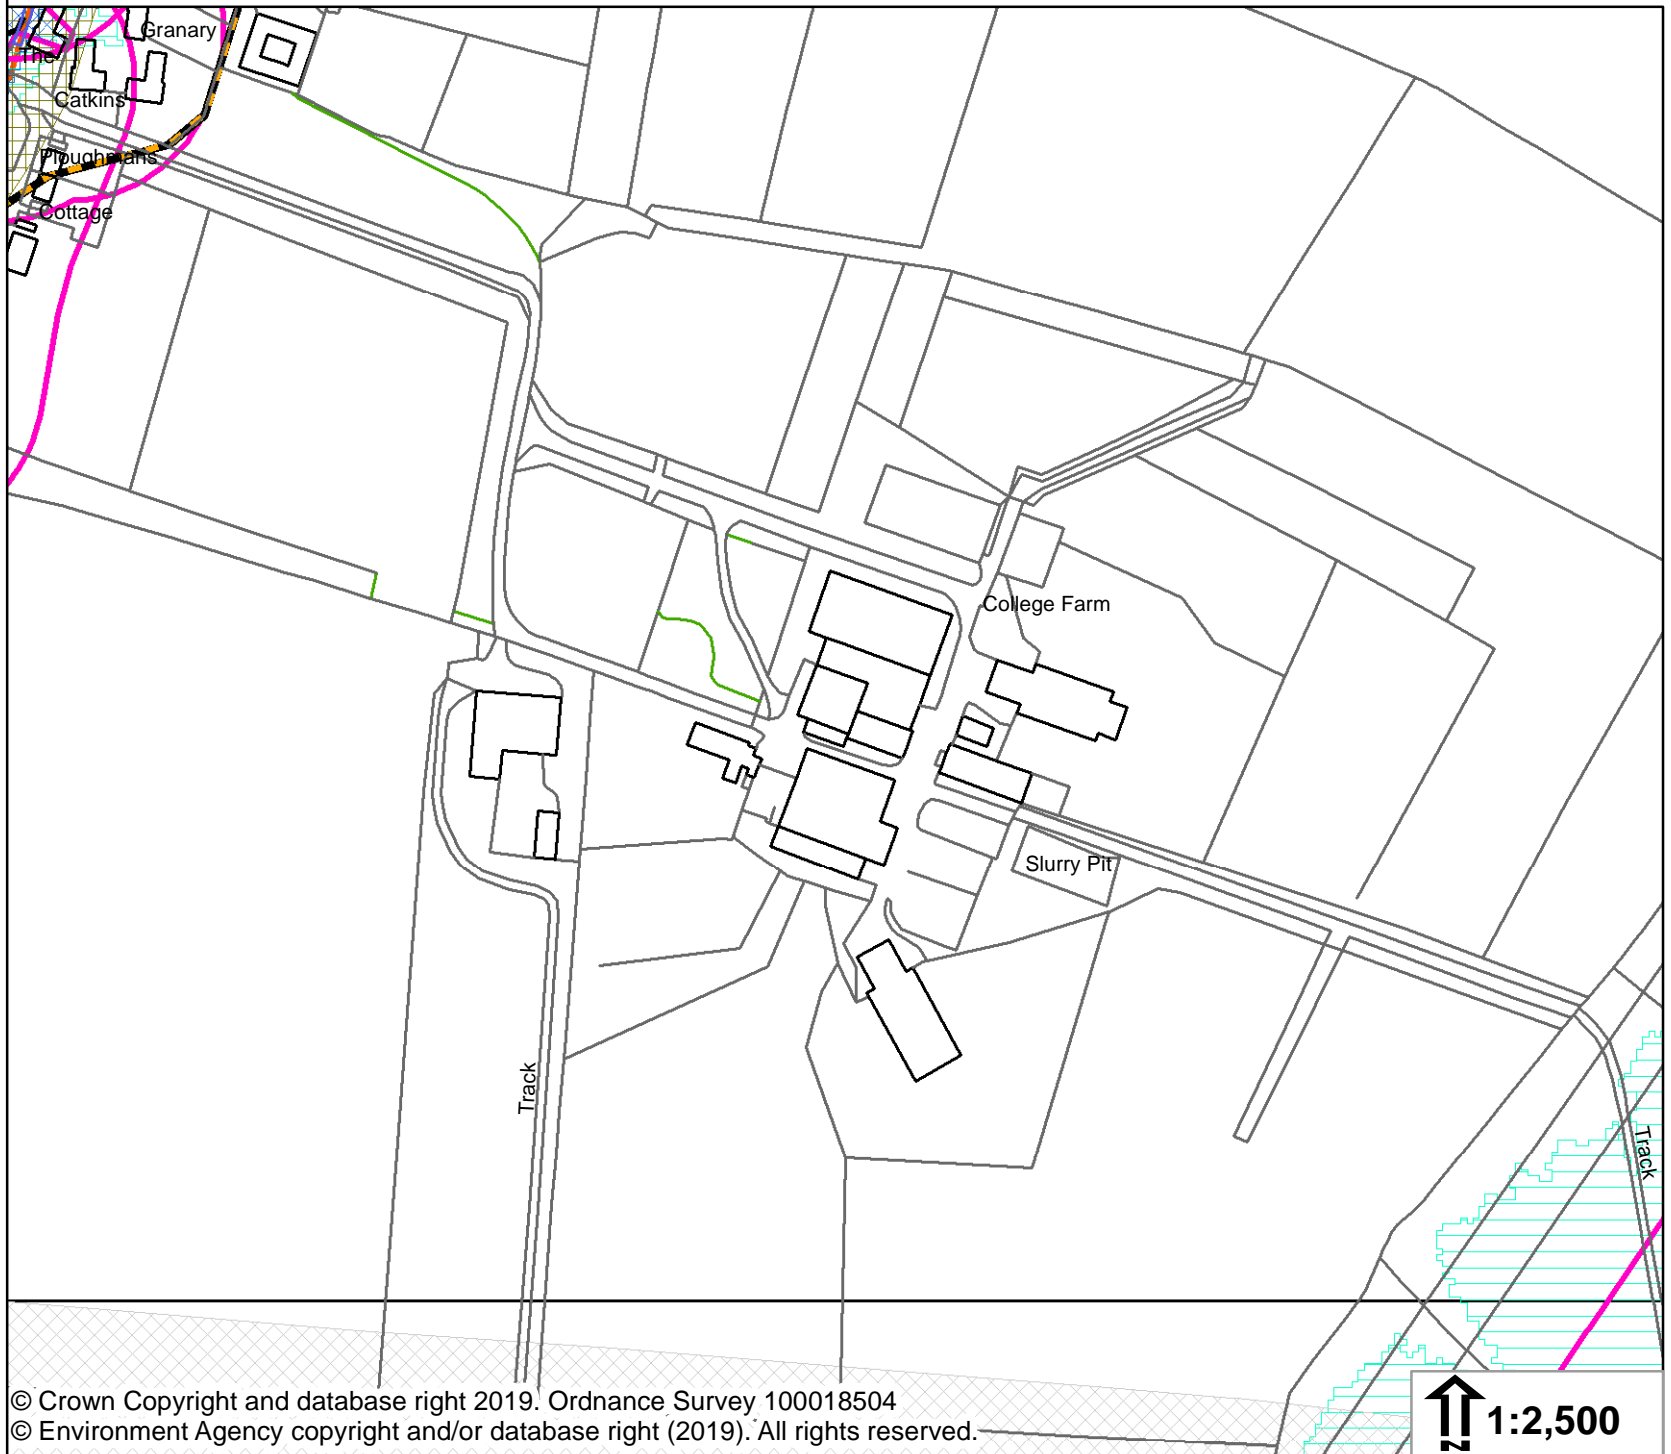 Granary
The
Catkins
Ploughmans
Cottage
College Farm
Slurry Pit
Track
Track
© Crown Copyright and database right 2019. Ordnance Survey 100018504
© Environment Agency copyright and/or database right (2019). All rights reserved.
N
1:2,500